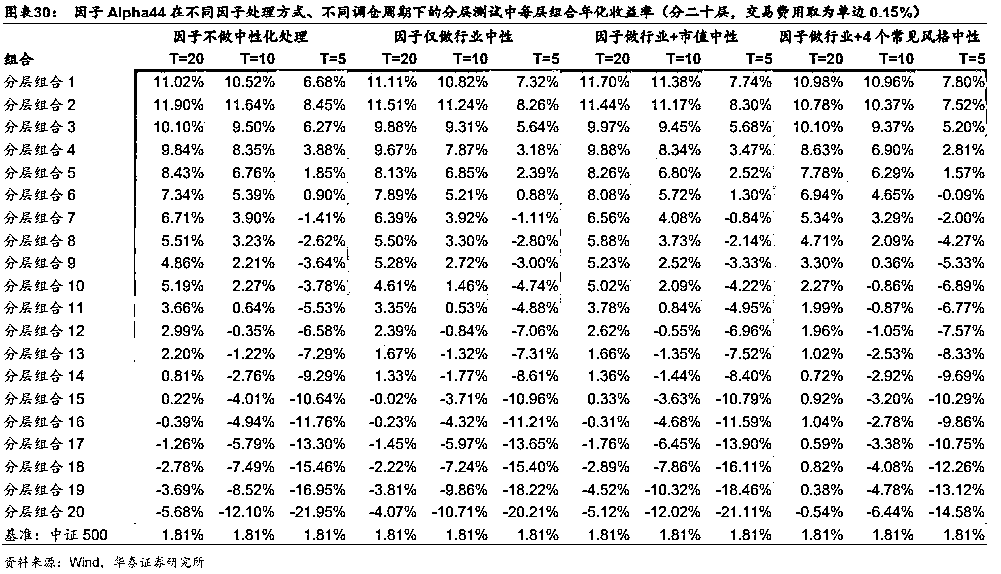 图表30： 因子 Alpha44 在不同因子处理方式、不同调仓周期下的分层测试中每层组合年化收益率（分二十层，交易费用取为单边 0.15%）
因子不做中性化处理 因子仅做行业中性 因子做行业+市值中性 因子做行业+4 个常见风格中性
组合 T=20 T=10 T=5 T=20 T=10 T=5 T=20 T=10 T=5 T=20 T=10 T=5
分层组合 1 11.02% 10.52% 6.68% 11.11% 10.82% 7.32% 11.70% 11.38% 7.74% 10.98% 10.96% 7.80%
分层组合 2 11.90% 11.64% 8.45% 11.51% 11.24% 8.26% 11.44% 11.17% 8.30% 10.78% 10.37% 7.52%
分层组合 3 10.10% 9.50% 6.27% 9.88% 9.31% 5.64% 9.97% 9.45% 5.68% 10.10% 9.37% 5.20%
分层组合 4 9.84% 8.35% 3.88% 9.67% 7.87% 3.18% 9.88% 8.34% 3.47% 8.63% 6.90% 2.81%
分层组合 5 8.43% 6.76% 1.85% 8.13% 6.85% 2.39% 8.26% 6.80% 2.52% 7.78% 6.29% 1.57%
分层组合 6 7.34% 5.39% 0.90% 7.89% 5.21% 0.88% 8.08% 5.72% 1.30% 6.94% 4.65% -0.09%
分层组合 7 6.71% 3.90% -1.41% 6.39% 3.92% -1.11% 6.56% 4.08% -0.84% 5.34% 3.29% -2.00%
分层组合 8 5.51% 3.23% -2.62% 5.50% 3.30% -2.80% 5.88% 3.73% -2.14% 4.71% 2.09% -4.27%
分层组合 9 4.86% 2.21% -3.64% 5.28% 2.72% -3.00% 5.23% 2.52% -3.33% 3.30% 0.36% -5.33%
分层组合 10 5.19% 2.27% -3.78% 4.61% 1.46% -4.74% 5.02% 2.09% -4.22% 2.27% -0.86% -6.89%
分层组合 11 3.66% 0.64% -5.53% 3.35% 0.53% -4.88% 3.78% 0.84% -4.95% 1.99% -0.87% -6.77%
分层组合 12 2.99% -0.35% -6.58% 2.39% -0.84% -7.06% 2.62% -0.55% -6.96% 1.96% -1.05% -7.57%
分层组合 13 2.20% -1.22% -7.29% 1.67% -1.32% -7.31% 1.66% -1.35% -7.52% 1.02% -2.53% -8.33%
分层组合 14 0.81% -2.76% -9.29% 1.33% -1.77% -8.61% 1.36% -1.44% -8.40% 0.72% -2.92% -9.69%
分层组合 15 0.22% -4.01% -10.64% -0.02% -3.71% -10.96% 0.33% -3.63% -10.79% 0.92% -3.20% -10.29%
分层组合 16 -0.39% -4.94% -11.76% -0.23% -4.32% -11.21% -0.31% -4.68% -11.59% 1.04% -2.78% -9.86%
分层组合 17 -1.26% -5.79% -13.30% -1.45% -5.97% -13.65% -1.76% -6.45% -13.90% 0.59% -3.38% -10.75%
分层组合 18 -2.78% -7.49% -15.46% -2.22% -7.24% -15.40% -2.89% -7.86% -16.11% 0.82% -4.08% -12.26%
分层组合 19 -3.69% -8.52% -16.95% -3.81% -9.86% -18.22% -4.52% -10.32% -18.46% 0.38% -4.78% -13.12%
分层组合 20 -5.68% -12.10% -21.95% -4.07% -10.71% -20.21% -5.12% -12.02% -21.11% -0.54% -6.44% -14.58%
基准：中证 500 1.81% 1.81% 1.81% 1.81% 1.81% 1.81% 1.81% 1.81% 1.81% 1.81% 1.81% 1.81%
资料来源：Wind，华泰证券研究所